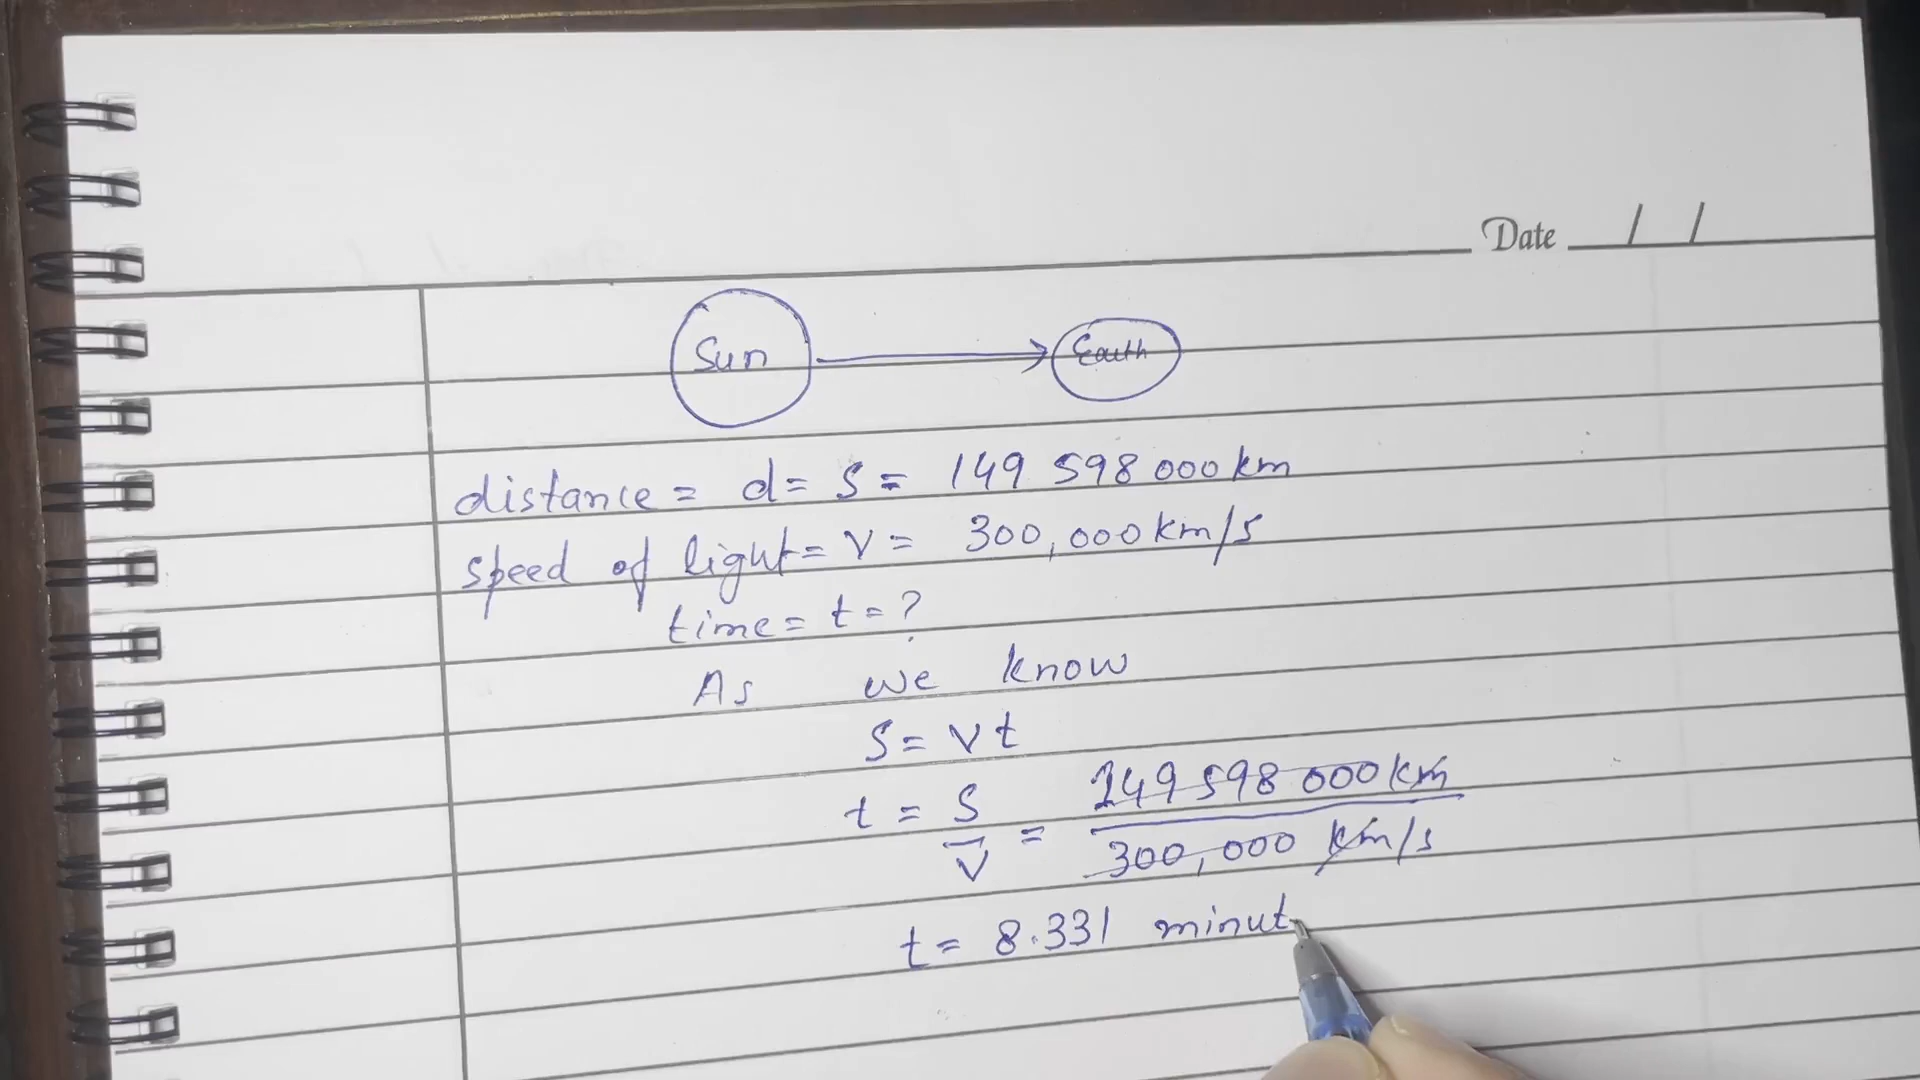 Date / /
Sun Earth
distance = d = S = 149 598 000 km
speed of light = v = 300,000 km/s
time = t = ?
As we know
S = vt
t = S/v = 149 598 000 km / 300,000 km/s
t = 8.331 minut